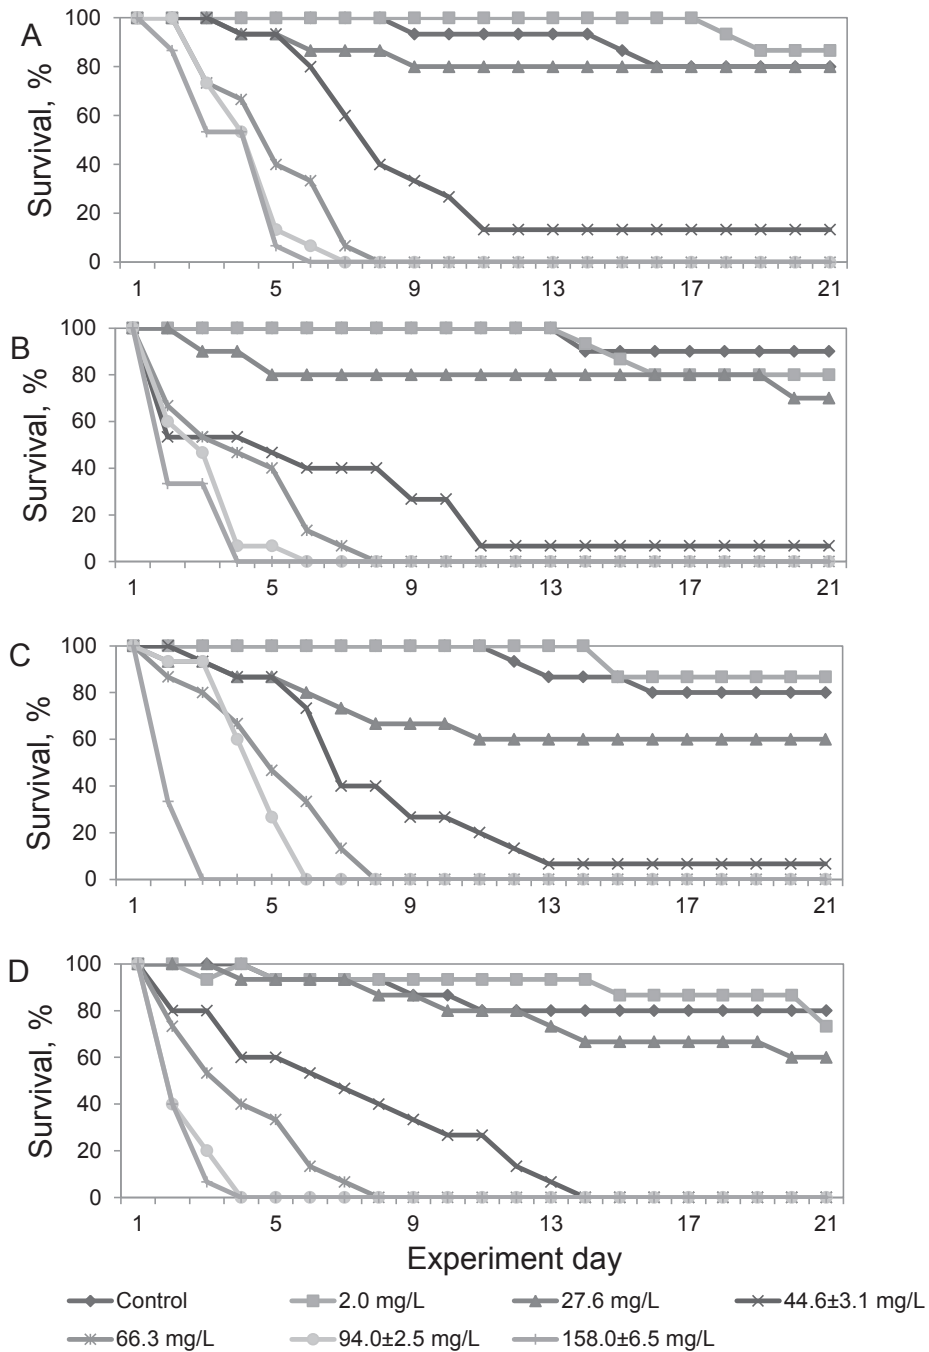 A
Survival, %
100
80
60
40
20
0
1 5 9 13 17 21
B
Survival, %
100
80
60
40
20
0
1 5 9 13 17 21
C
Survival, %
100
80
60
40
20
0
1 5 9 13 17 21
D
Survival, %
100
80
60
40
20
0
1 5 9 13 17 21
Experiment day
Control 2.0 mg/L 27.6 mg/L 44.6±3.1 mg/L
66.3 mg/L 94.0±2.5 mg/L 158.0±6.5 mg/L